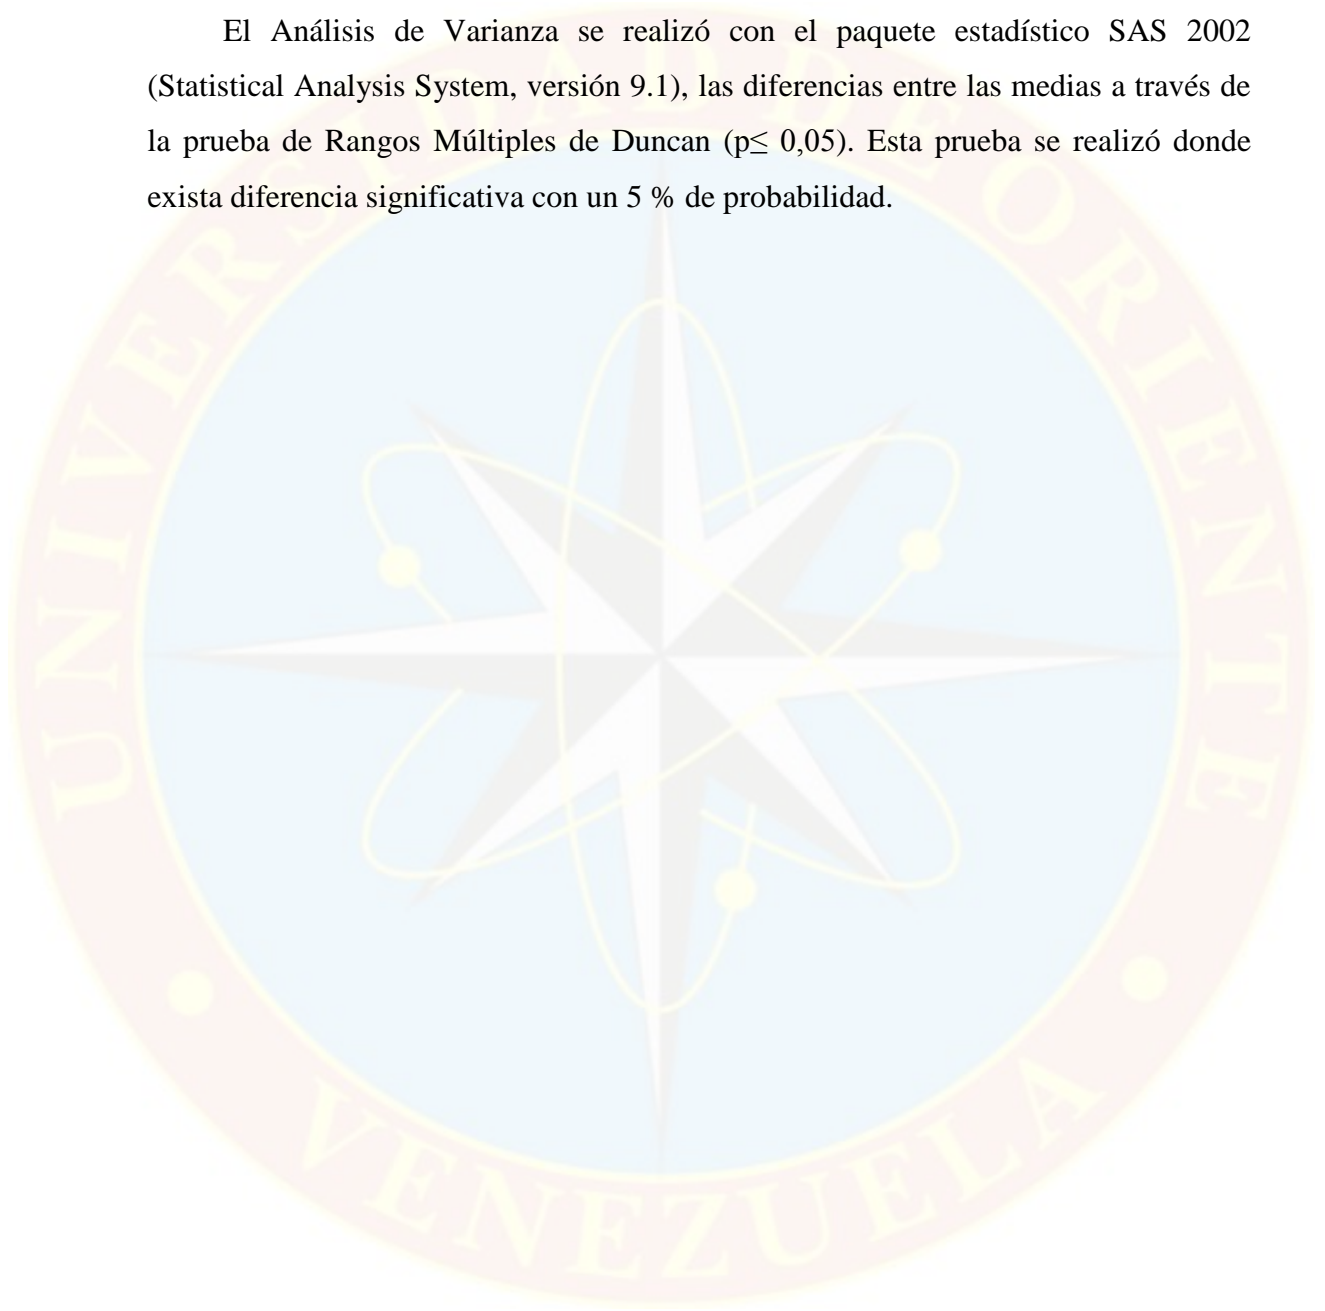 El Análisis de Varianza se realizó con el paquete estadístico SAS 2002
(Statistical Analysis System, versión 9.1), las diferencias entre las medias a través de
la prueba de Rangos Múltiples de Duncan (p≤ 0,05). Esta prueba se realizó donde
exista diferencia significativa con un 5 % de probabilidad.
UNIVERSIDAD DE ORIENTE
VENEZUELA